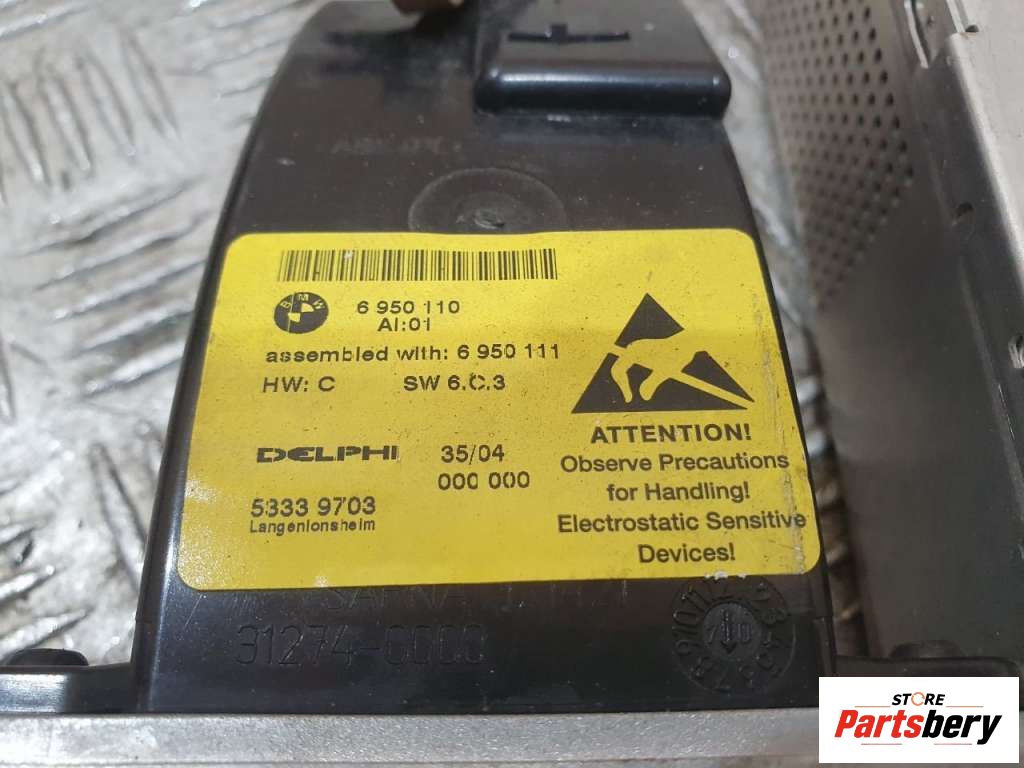 BMW
6 950 110
AI:01
assembled with: 6 950 111
HW: C SW 6.C.3
DELPHI 35/04
000 000
5333 9703
Langenlonsheim
ATTENTION!
Observe Precautions
for Handling!
Electrostatic Sensitive
Devices!
31274-0000
STORE
Partsbery